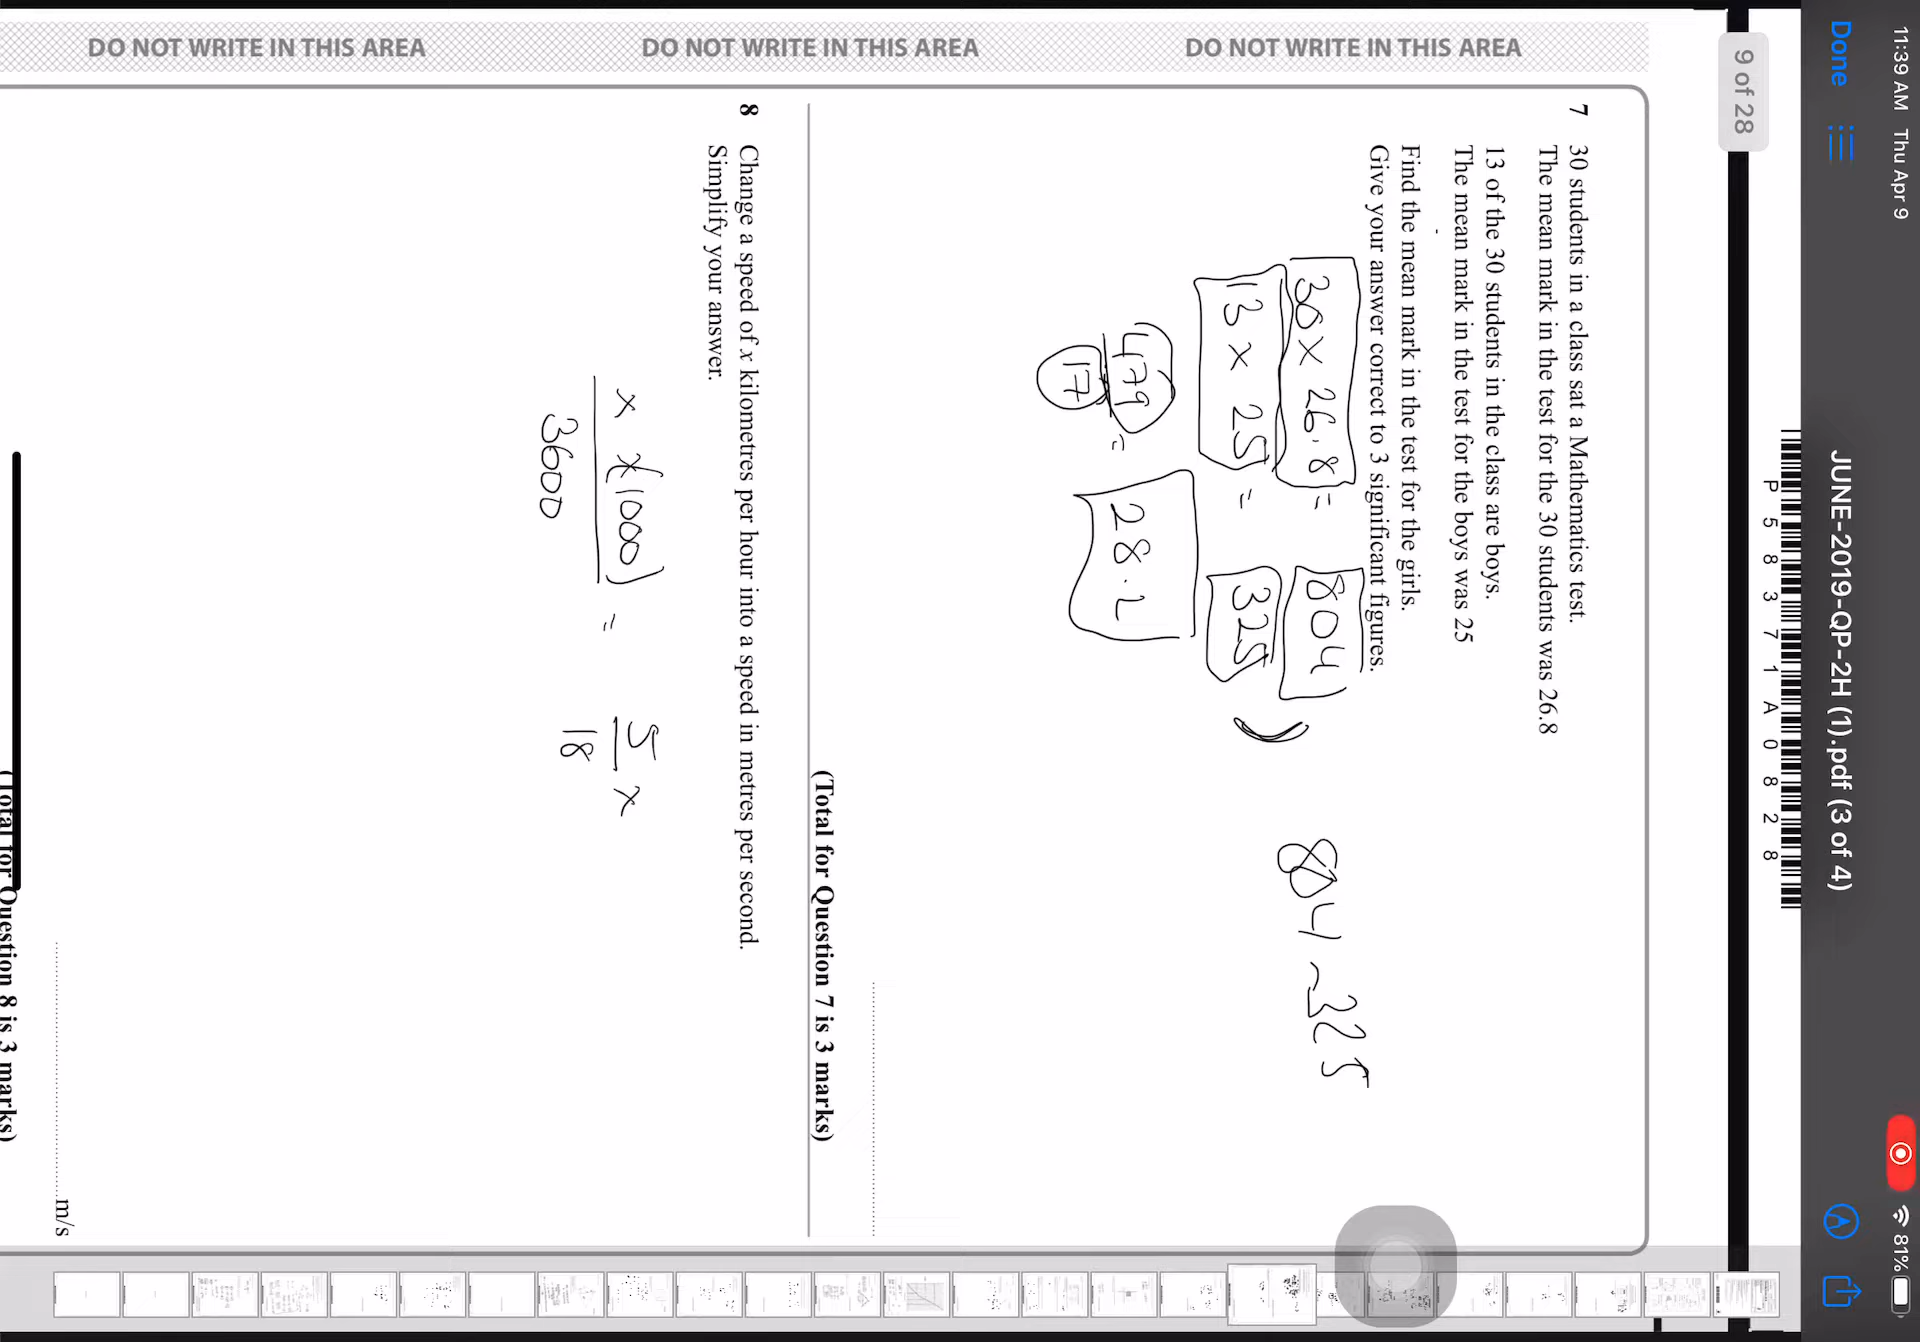 11:39 AM Thu Apr 9
81%
Done
JUNE-2019-QP-2H (1).pdf (3 of 4)
9 of 28
P 5 8 3 7 1 A 0 8 2 8
DO NOT WRITE IN THIS AREA
DO NOT WRITE IN THIS AREA
DO NOT WRITE IN THIS AREA
7 30 students in a class sat a Mathematics test.
The mean mark in the test for the 30 students was 26.8
13 of the 30 students in the class are boys.
The mean mark in the test for the boys was 25
Find the mean mark in the test for the girls.
Give your answer correct to 3 significant figures.
30 x 26.8 = 804
13 x 25 = 325
804 - 325
479
17
= 28.2
(Total for Question 7 is 3 marks)
8 Change a speed of x kilometres per hour into a speed in metres per second.
Simplify your answer.
x x (1000) = 5 x
3600 18
m/s
(Total for Question 8 is 3 marks)